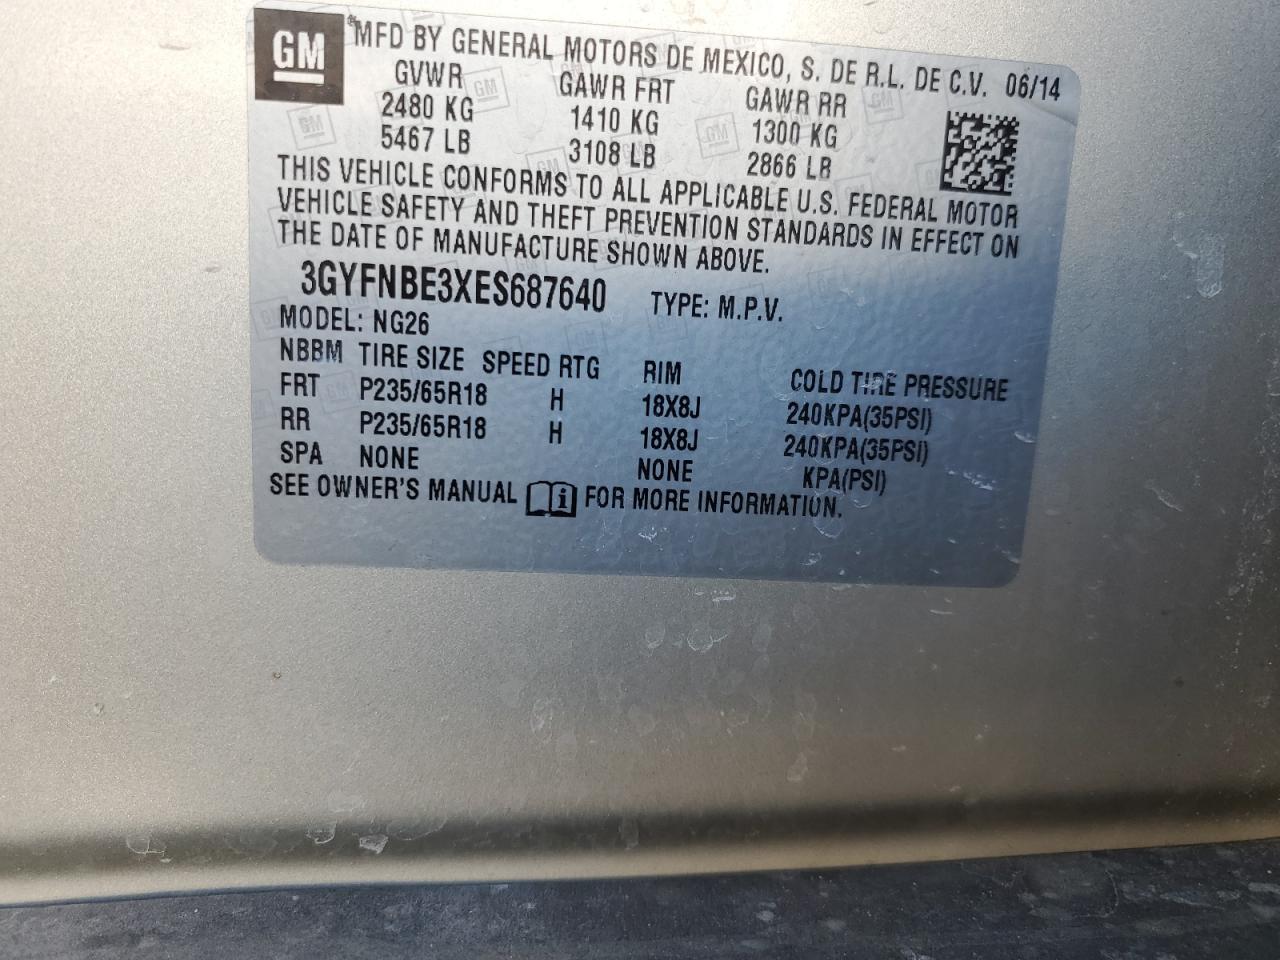 GM
MFD BY GENERAL MOTORS DE MEXICO, S. DE R.L. DE C.V. 06/14
GVWR GAWR FRT GAWR RR
2480 KG 1410 KG 1300 KG
5467 LB 3108 LB 2866 LB
THIS VEHICLE CONFORMS TO ALL APPLICABLE U.S. FEDERAL MOTOR
VEHICLE SAFETY AND THEFT PREVENTION STANDARDS IN EFFECT ON
THE DATE OF MANUFACTURE SHOWN ABOVE.
3GYFNBE3XES687640 TYPE: M.P.V.
MODEL: NG26
NBBM TIRE SIZE SPEED RTG RIM COLD TIRE PRESSURE
FRT P235/65R18 H 18X8J 240KPA(35PSI)
RR P235/65R18 H 18X8J 240KPA(35PSI)
SPA NONE NONE KPA(PSI)
SEE OWNER'S MANUAL i FOR MORE INFORMATION.